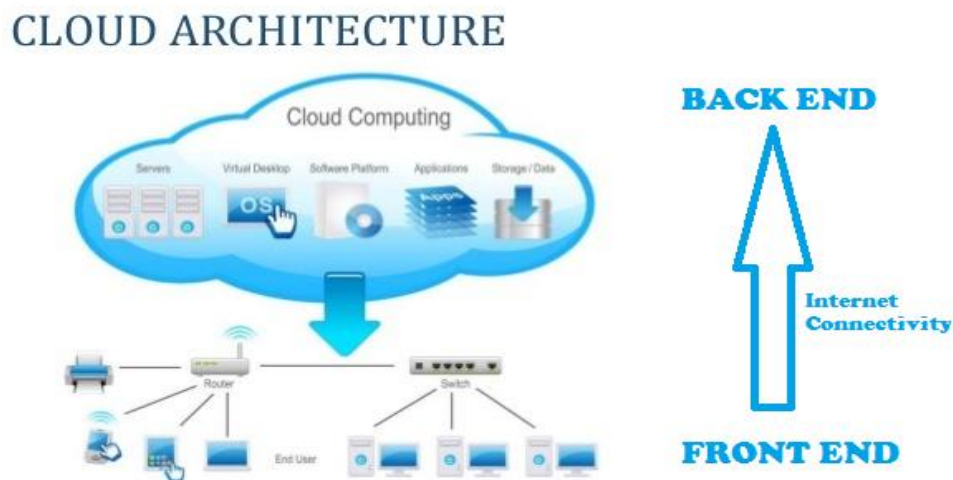 CLOUD ARCHITECTURE
Cloud Computing
Servers
Virtual Desktop
Software Platform
Applications
Storage / Data
OS
Apps
Router
Switch
End User
BACK END
Internet
Connectivity
FRONT END